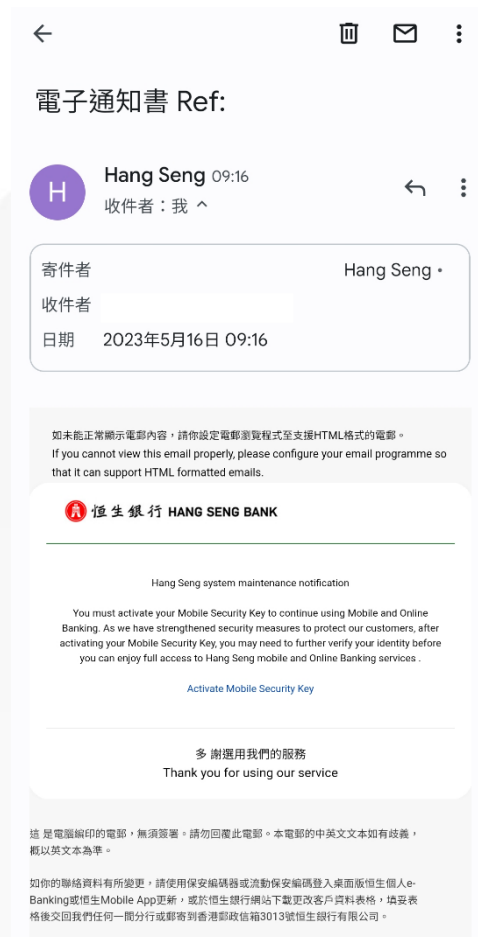 電子通知書 Ref:
H
Hang Seng 09:16
收件者：我
寄件者 Hang Seng •
收件者
日期 2023年5月16日 09:16
如未能正常顯示電郵內容，請你設定電郵瀏覽程式至支援HTML格式的電郵。
If you cannot view this email properly, please configure your email programme so
that it can support HTML formatted emails.
恒生銀行 HANG SENG BANK
Hang Seng system maintenance notification
You must activate your Mobile Security Key to continue using Mobile and Online
Banking. As we have strengthened security measures to protect our customers, after
activating your Mobile Security Key, you may need to further verify your identity before
you can enjoy full access to Hang Seng mobile and Online Banking services .
Activate Mobile Security Key
多 謝選用我們的服務
Thank you for using our service
這 是電腦編印的電郵，無須簽署。請勿回覆此電郵。本電郵的中英文文本如有歧義，
概以英文本為準。
如你的聯絡資料有所變更，請使用保安編碼器或流動保安編碼登入桌面版恒生個人e-
Banking或恒生Mobile App更新，或於恒生銀行網站下載更改客戶資料表格，填妥表
格後交回我們任何一間分行或郵寄到香港郵政信箱3013號恒生銀行有限公司。